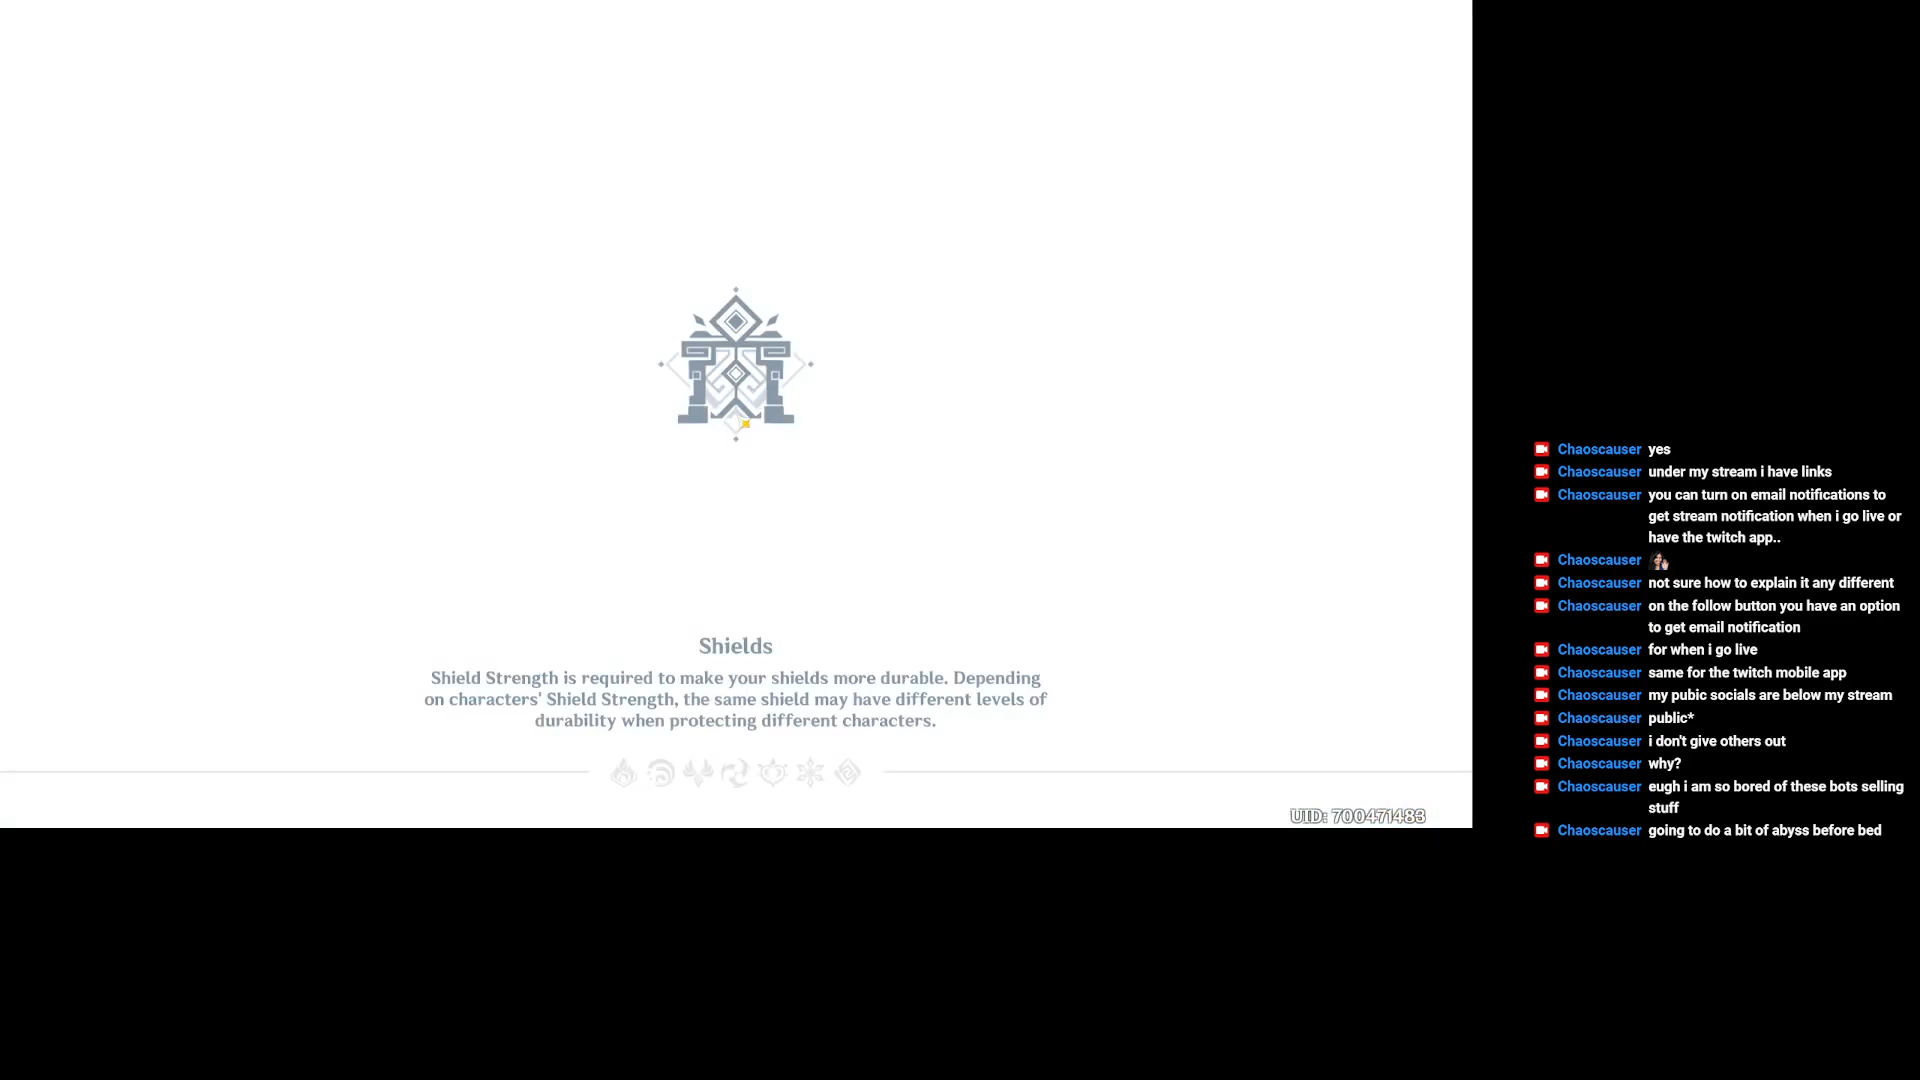 Shields
Shield Strength is required to make your shields more durable. Depending
on characters' Shield Strength, the same shield may have different levels of
durability when protecting different characters.
UID: 700471483
Chaoscauser yes
Chaoscauser under my stream i have links
Chaoscauser you can turn on email notifications to
get stream notification when i go live or
have the twitch app..
Chaoscauser
Chaoscauser not sure how to explain it any different
Chaoscauser on the follow button you have an option
to get email notification
Chaoscauser for when i go live
Chaoscauser same for the twitch mobile app
Chaoscauser my pubic socials are below my stream
Chaoscauser public*
Chaoscauser i don't give others out
Chaoscauser why?
Chaoscauser eugh i am so bored of these bots selling
stuff
Chaoscauser going to do a bit of abyss before bed